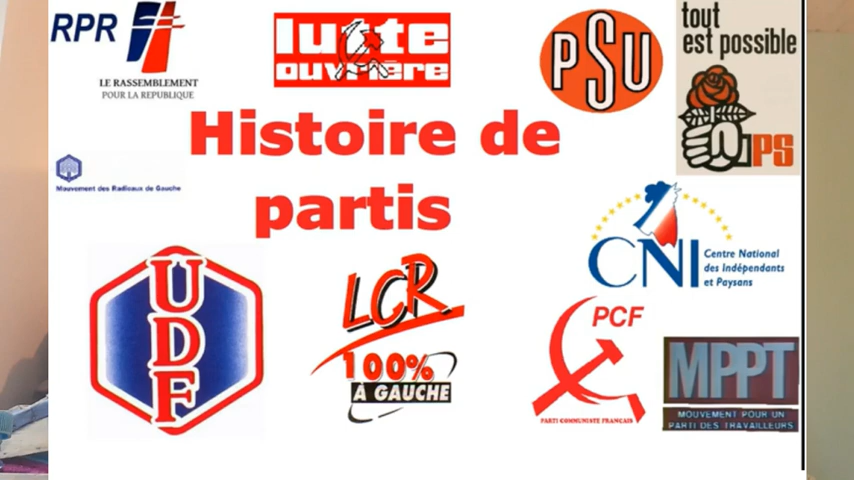 RPR
LE RASSEMBLEMENT
POUR LA REPUBLIQUE
lutte
ouvrière
PSU
tout
est possible
PS
Histoire de
partis
Mouvement des Radicaux de Gauche
CNI
Centre National
des Indépendants
et Paysans
UDF
LCR
100%
À GAUCHE
PCF
PARTI COMMUNISTE FRANÇAIS
MPPT
MOUVEMENT POUR UN
PARTI DES TRAVAILLEURS